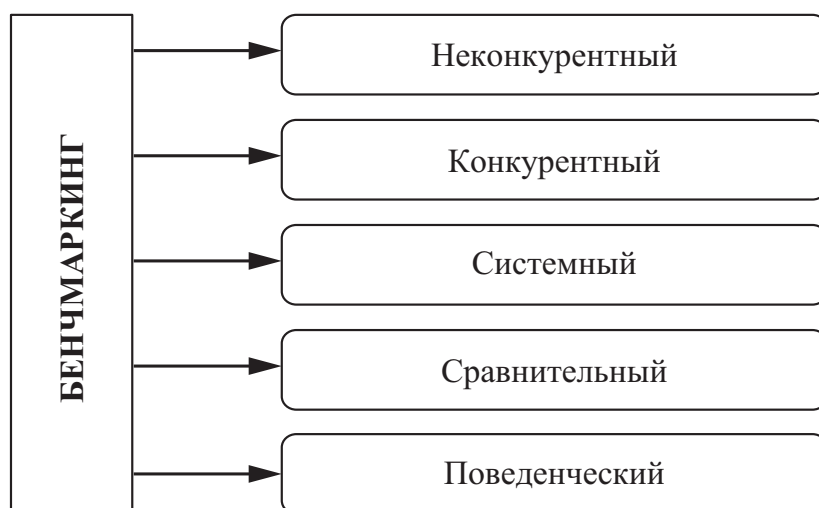 БЕНЧМАРКИНГ
Неконкурентный
Конкурентный
Системный
Сравнительный
Поведенческий